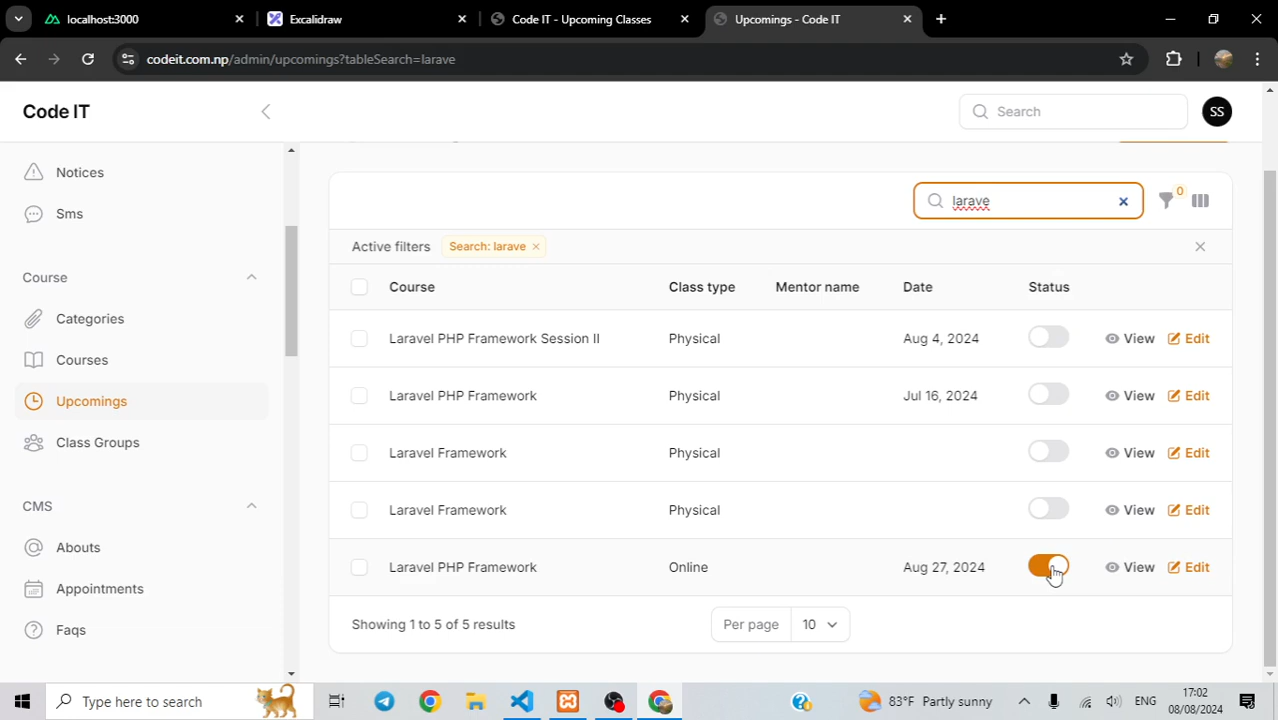 localhost:3000
Excalidraw
Code IT - Upcoming Classes
Upcomings - Code IT
codeit.com.np/admin/upcomings?tableSearch=larave
Code IT
Search
SS
Notices
Sms
Course
Categories
Courses
Upcomings
Class Groups
CMS
Abouts
Appointments
Faqs
larave
0
Active filters Search: larave
Course Class type Mentor name Date Status
Laravel PHP Framework Session II Physical Aug 4, 2024 View Edit
Laravel PHP Framework Physical Jul 16, 2024 View Edit
Laravel Framework Physical View Edit
Laravel Framework Physical View Edit
Laravel PHP Framework Online Aug 27, 2024 View Edit
Showing 1 to 5 of 5 results Per page 10
Type here to search
83°F Partly sunny
ENG
17:02
08/08/2024